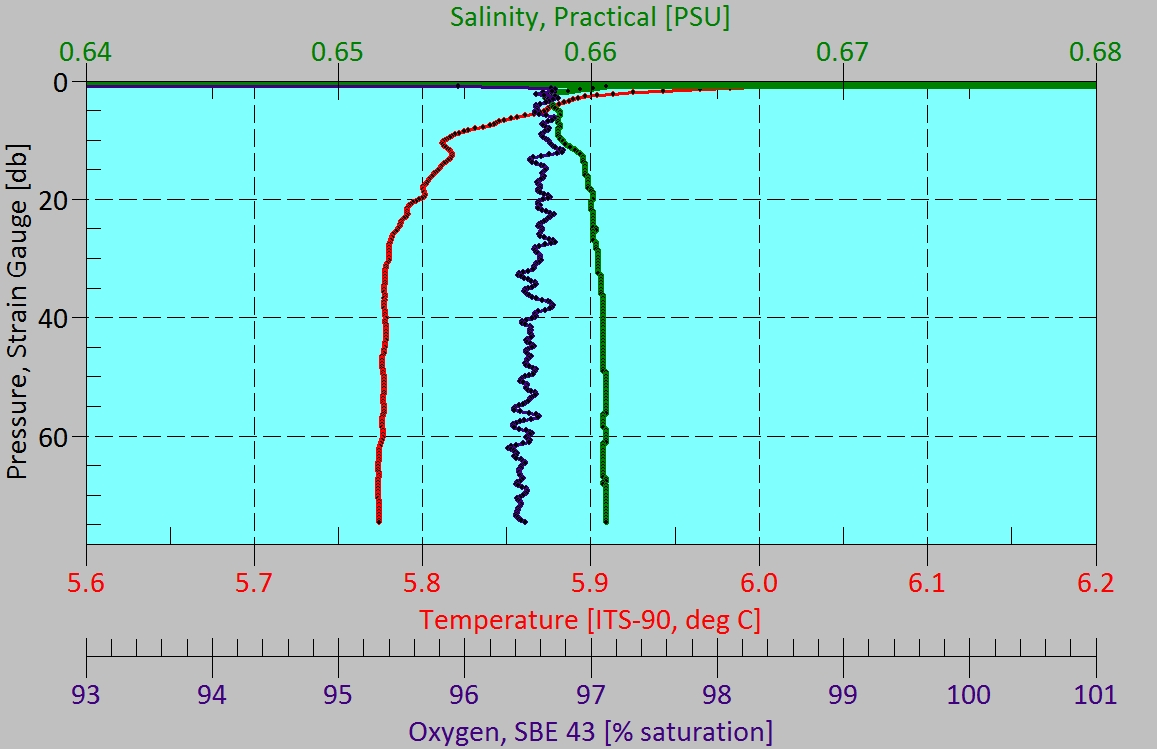 Salinity, Practical [PSU]
0.64 0.65 0.66 0.67 0.68
Pressure, Strain Gauge [db]
0
20
40
60
5.6 5.7 5.8 5.9 6.0 6.1 6.2
Temperature [ITS-90, deg C]
93 94 95 96 97 98 99 100 101
Oxygen, SBE 43 [% saturation]